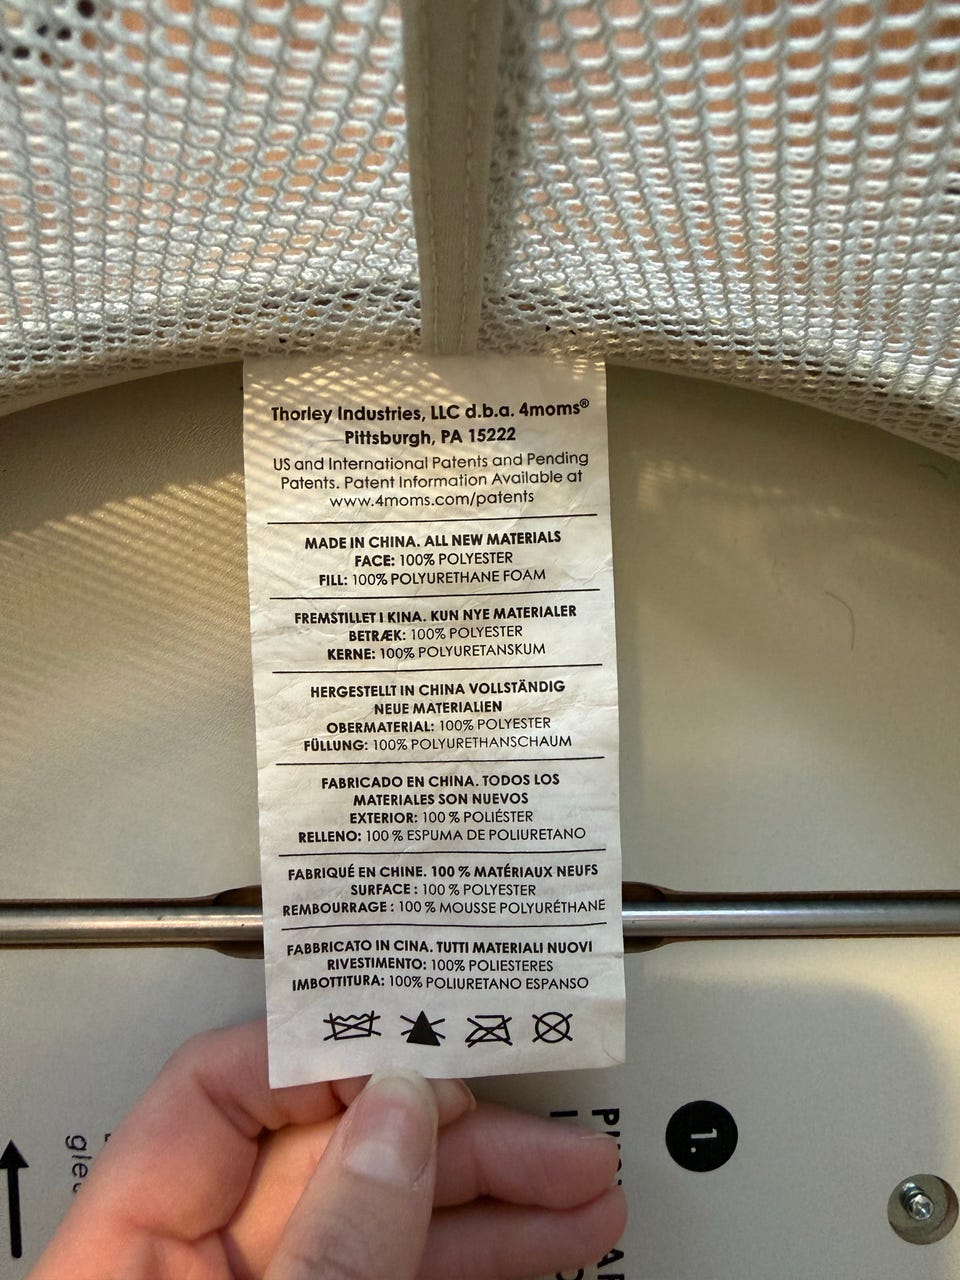 Thorley Industries, LLC d.b.a. 4moms®
Pittsburgh, PA 15222
US and International Patents and Pending
Patents. Patent Information Available at
www.4moms.com/patents
MADE IN CHINA. ALL NEW MATERIALS
FACE: 100% POLYESTER
FILL: 100% POLYURETHANE FOAM
FREMSTILLET I KINA. KUN NYE MATERIALER
BETRÆK: 100% POLYESTER
KERNE: 100% POLYURETANSKUM
HERGESTELLT IN CHINA VOLLSTÄNDIG
NEUE MATERIALIEN
OBERMATERIAL: 100% POLYESTER
FÜLLUNG: 100% POLYURETHANSCHAUM
FABRICADO EN CHINA. TODOS LOS
MATERIALES SON NUEVOS
EXTERIOR: 100% POLIÉSTER
RELLENO: 100 % ESPUMA DE POLIURETANO
FABRIQUÉ EN CHINE. 100 % MATÉRIAUX NEUFS
SURFACE : 100 % POLYESTER
REMBOURRAGE : 100 % MOUSSE POLYURÉTHANE
FABBRICATO IN CINA. TUTTI MATERIALI NUOVI
RIVESTIMENTO: 100% POLIESTERES
IMBOTTITURA: 100% POLIURETANO ESPANSO
1.